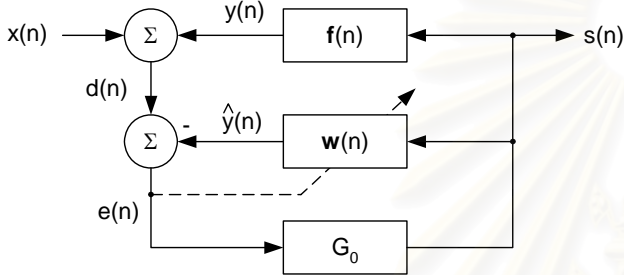 x(n)
Σ
y(n)
f(n)
s(n)
d(n)
Σ
-
ŷ(n)
w(n)
e(n)
G₀